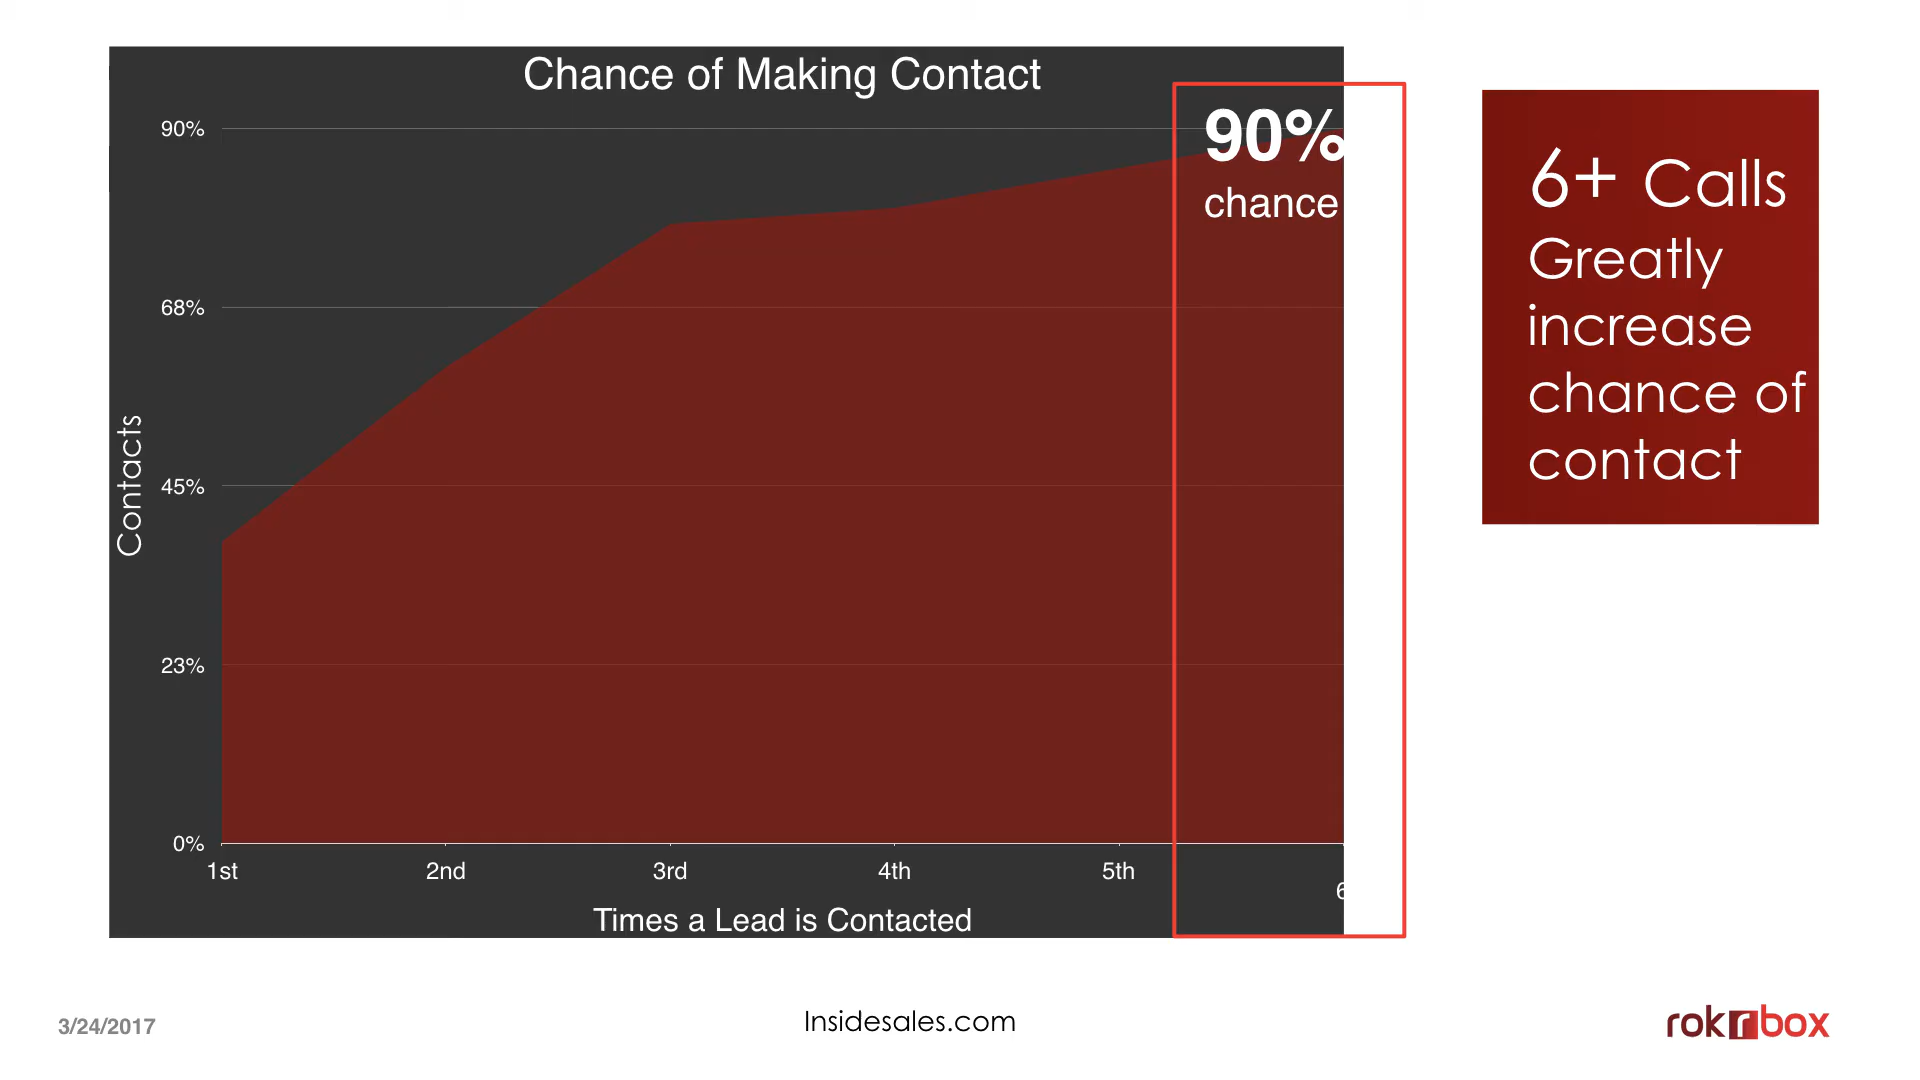 Chance of Making Contact
90%
68%
45%
23%
0%
Contacts
1st
2nd
3rd
4th
5th
6
Times a Lead is Contacted
90%
chance
6+ Calls
Greatly
increase
chance of
contact
3/24/2017
Insidesales.com
rokrbox